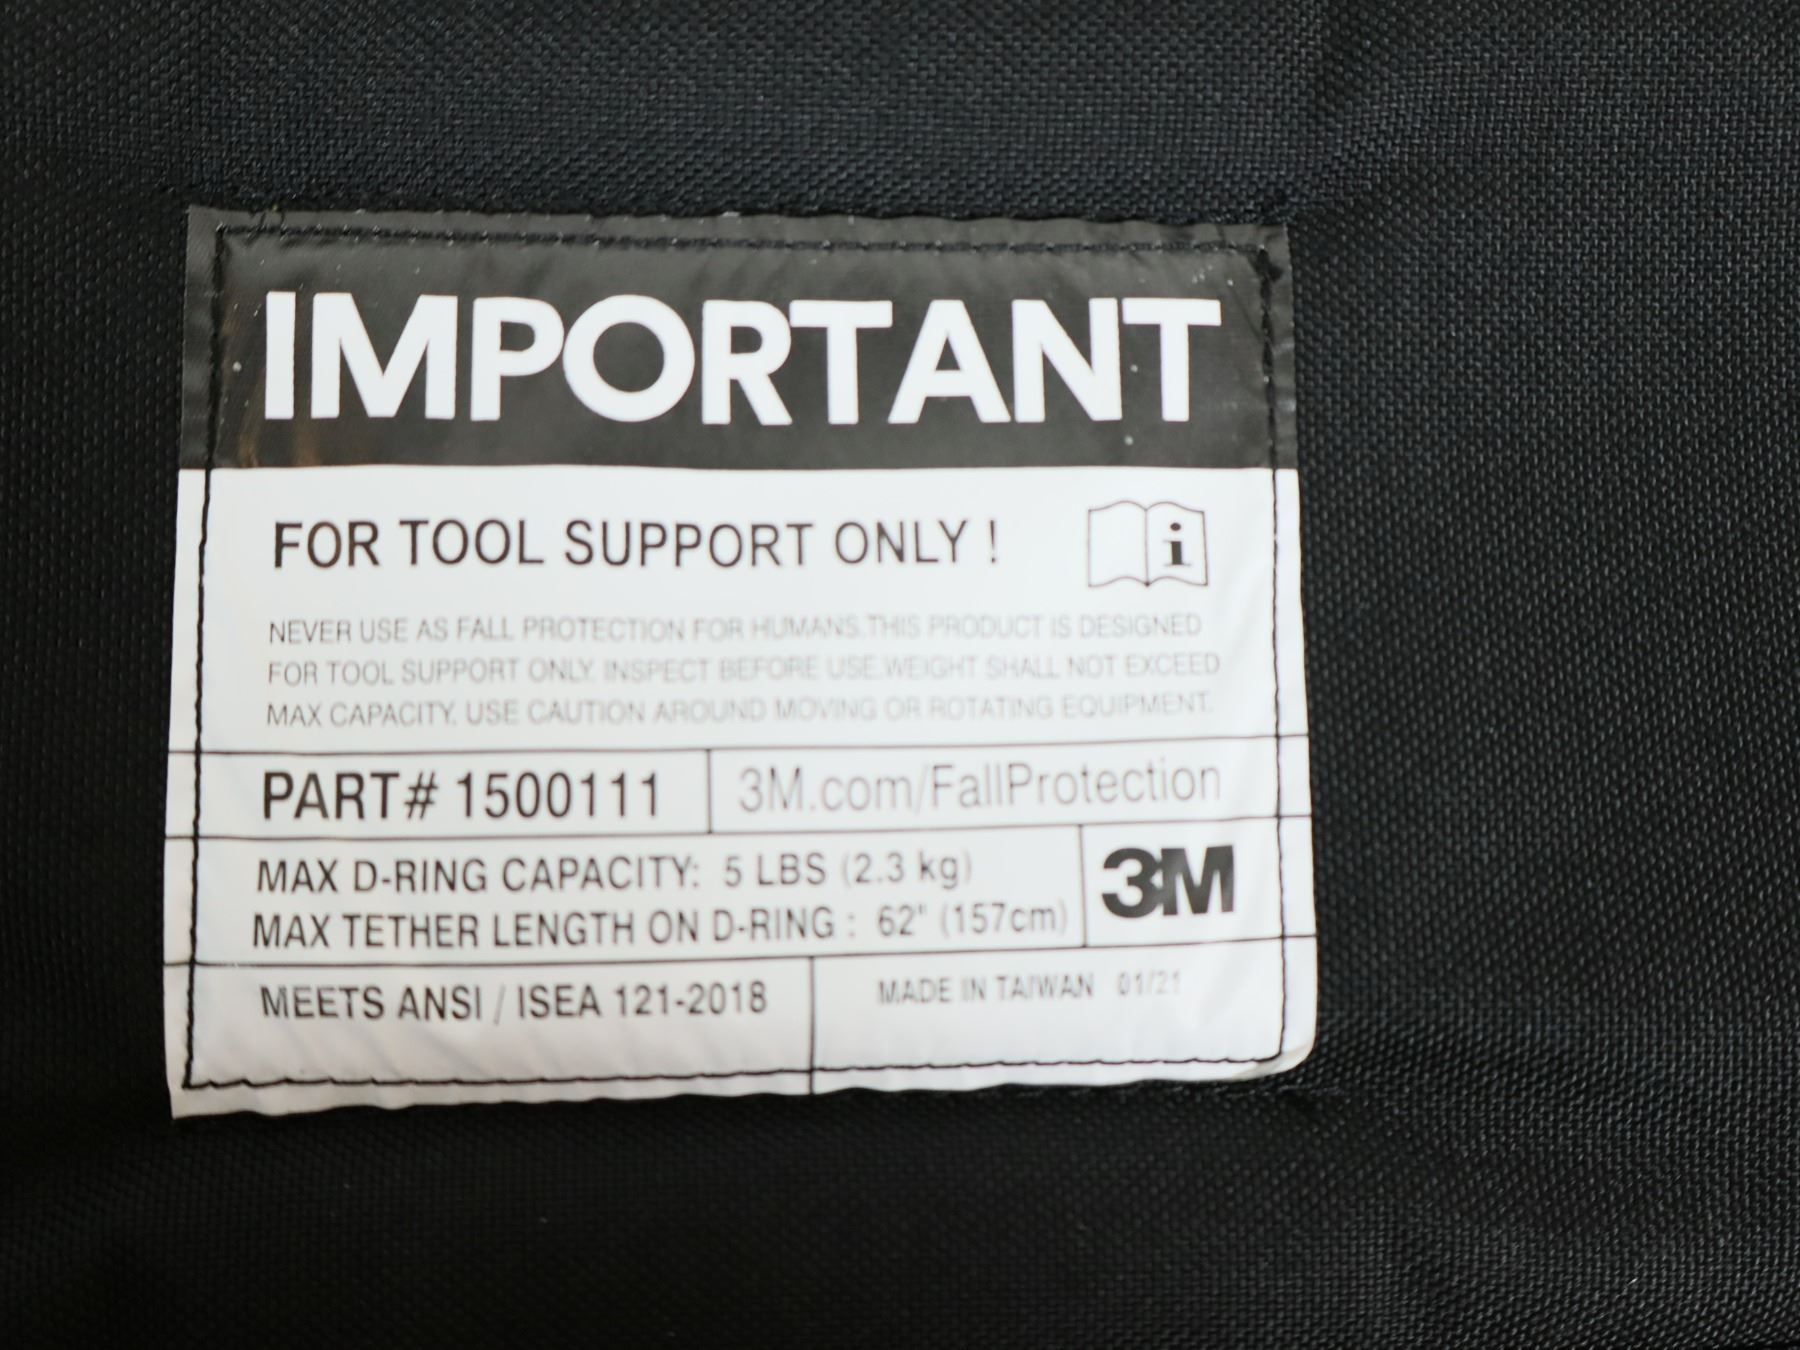 IMPORTANT
FOR TOOL SUPPORT ONLY !
i
NEVER USE AS FALL PROTECTION FOR HUMANS.THIS PRODUCT IS DESIGNED
FOR TOOL SUPPORT ONLY. INSPECT BEFORE USE.WEIGHT SHALL NOT EXCEED
MAX CAPACITY. USE CAUTION AROUND MOVING OR ROTATING EQUIPMENT.
PART# 1500111
3M.com/FallProtection
MAX D-RING CAPACITY: 5 LBS (2.3 kg)
MAX TETHER LENGTH ON D-RING : 62" (157cm)
3M
MEETS ANSI / ISEA 121-2018
MADE IN TAIWAN 01/21